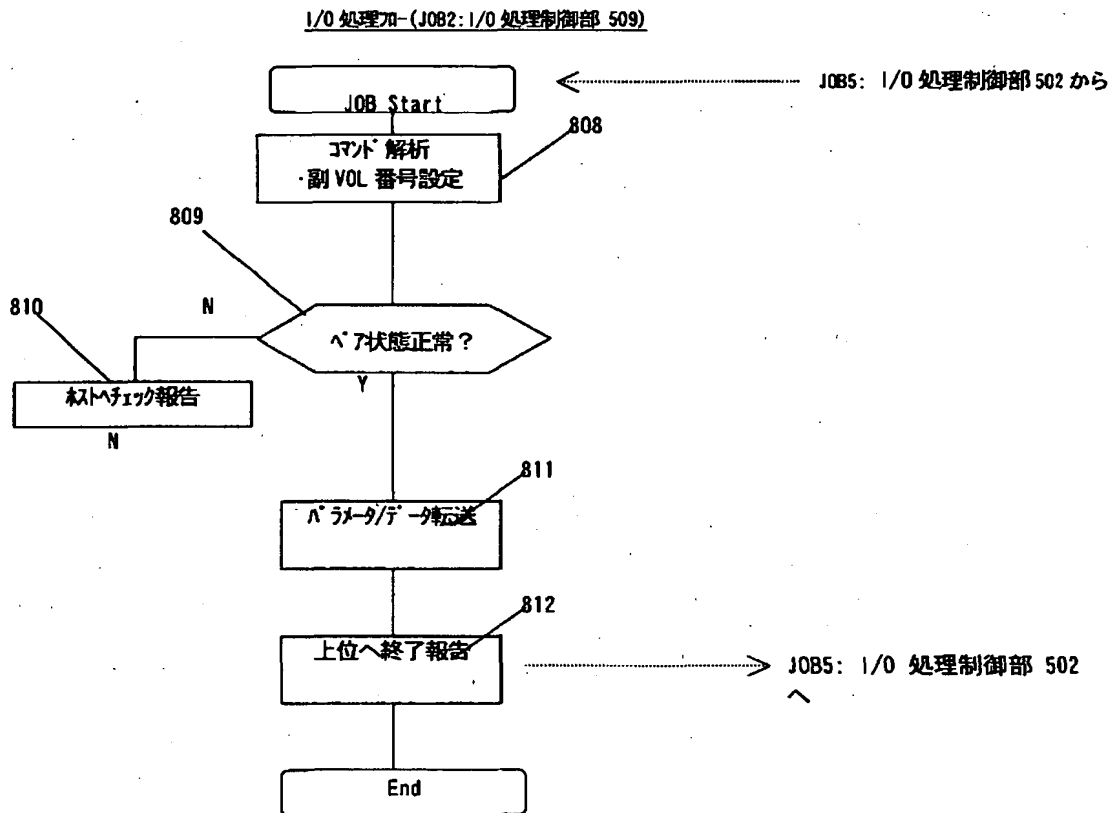 I/O 処理フロー(JOB2:I/O 処理制御部 509)
JOB Start
JOB5: I/O 処理制御部 502 から
808
コマンド 解析
・副 VOL 番号設定
809
810
N
ペア状態正常?
Y
ホストへチェック報告
N
811
パラメータ/データ転送
812
上位へ終了報告
JOB5: I/O 処理制御部 502
へ
End